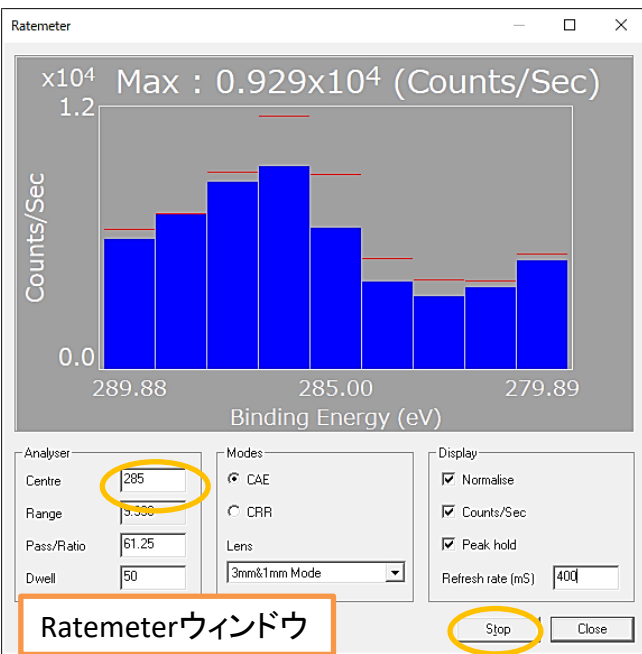 Ratemeter
x10⁴ Max : 0.929x10⁴ (Counts/Sec)
1.2
Counts/Sec
0.0
289.88 285.00 279.89
Binding Energy (eV)
Analyser
Centre 285
Range
Pass/Ratio 61.25
Dwell 50
Modes
CAE
CRR
Lens
3mm&1mm Mode
Display
Normalise
Counts/Sec
Peak hold
Refresh rate (mS) 400
Ratemeterウィンドウ
Stop Close